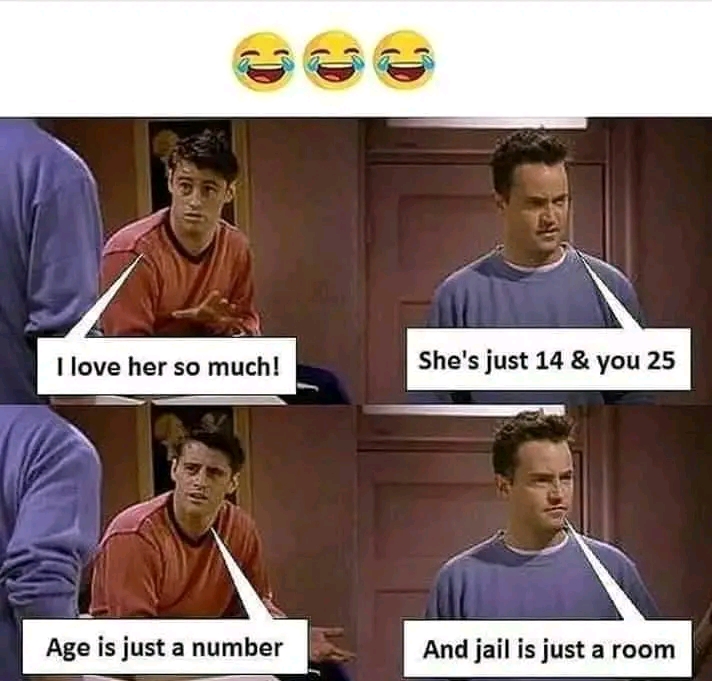 I love her so much!
She's just 14 & you 25
Age is just a number
And jail is just a room